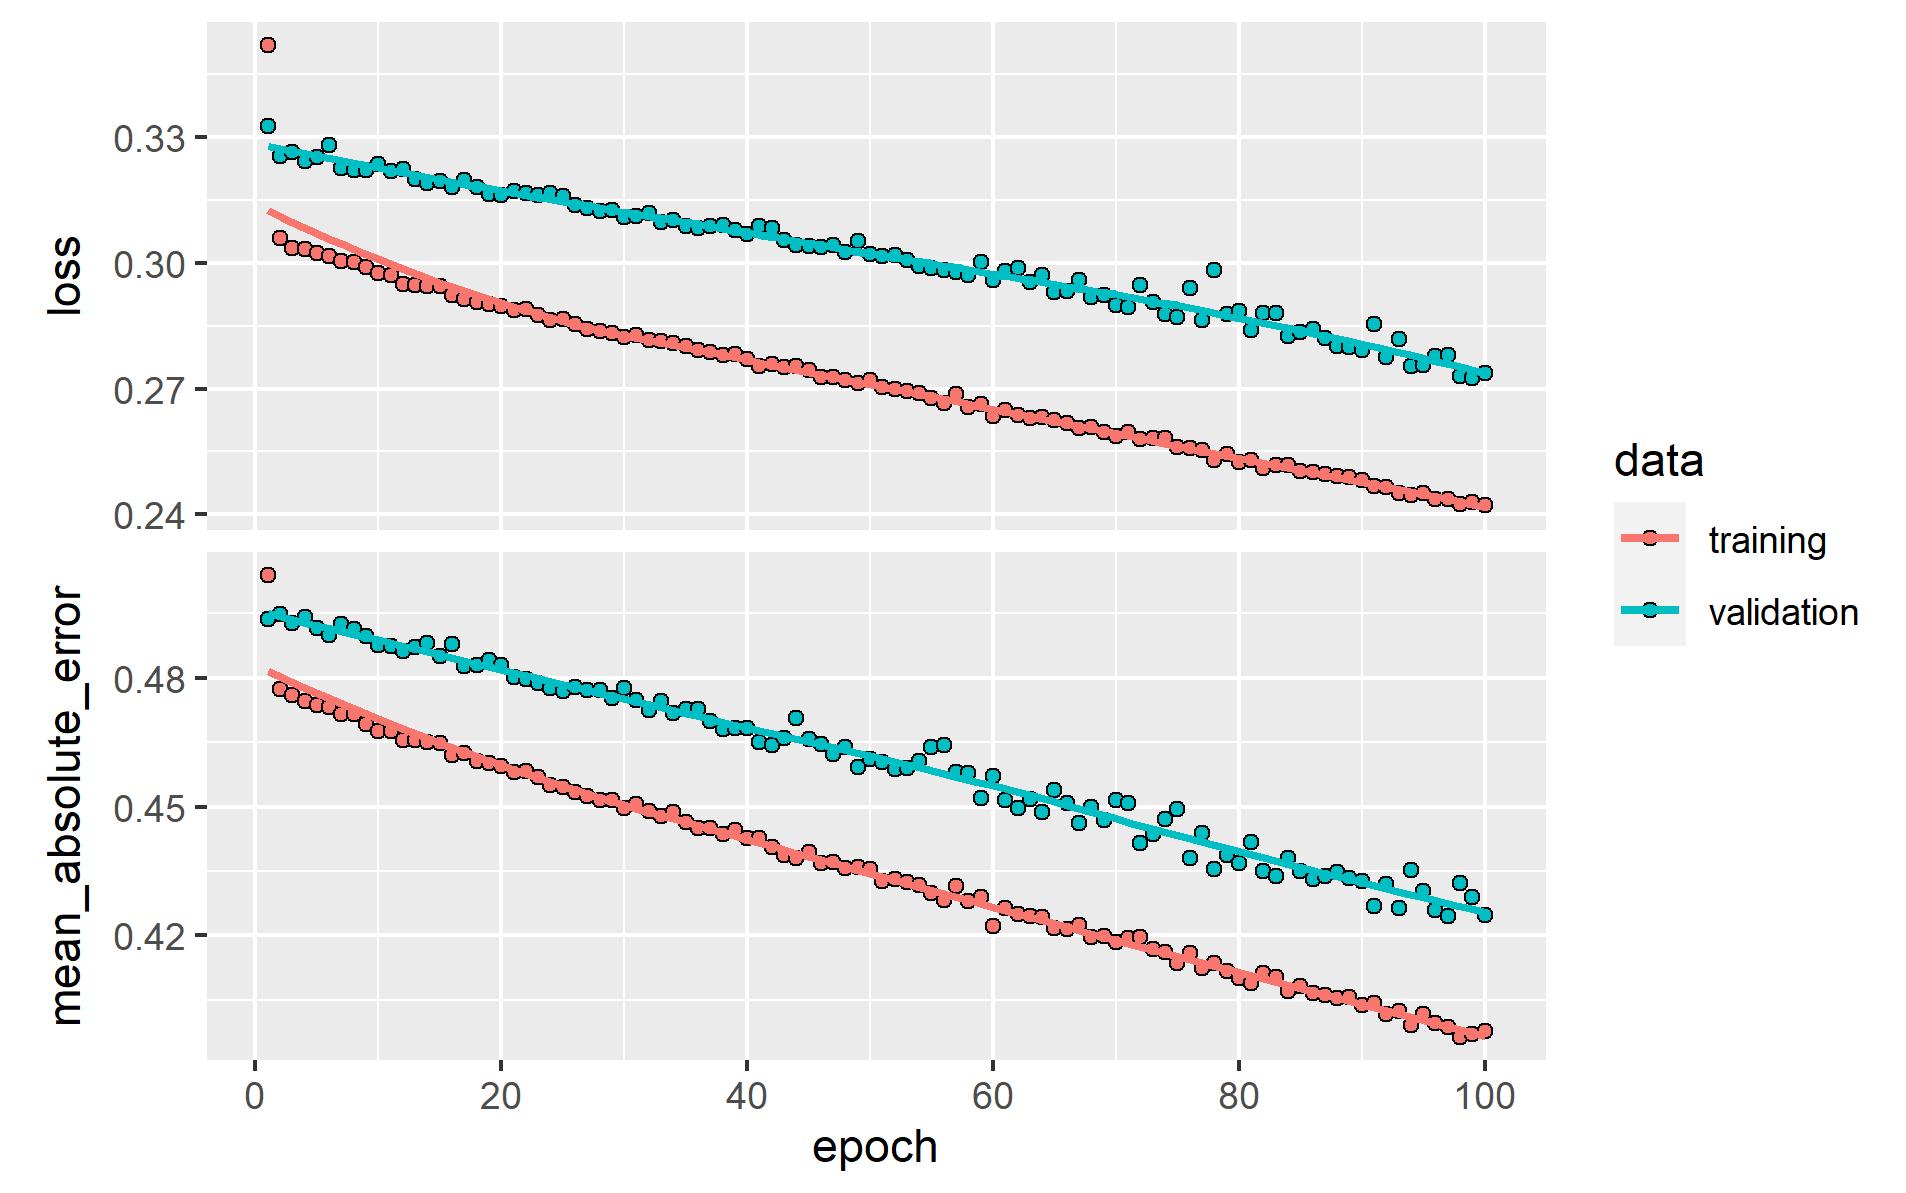 loss
0.33
0.30
0.27
0.24
mean_absolute_error
0.48
0.45
0.42
0 20 40 60 80 100
epoch
data
training
validation